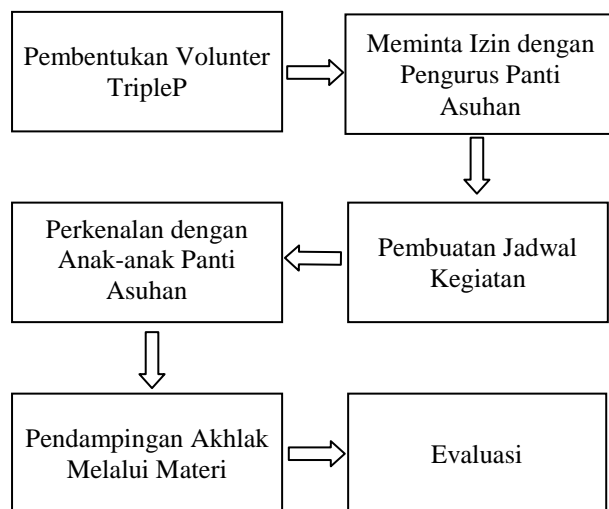 Pembentukan Volunter
TripleP
Meminta Izin dengan
Pengurus Panti
Asuhan
Pembuatan Jadwal
Kegiatan
Perkenalan dengan
Anak-anak Panti
Asuhan
Pendampingan Akhlak
Melalui Materi
Evaluasi